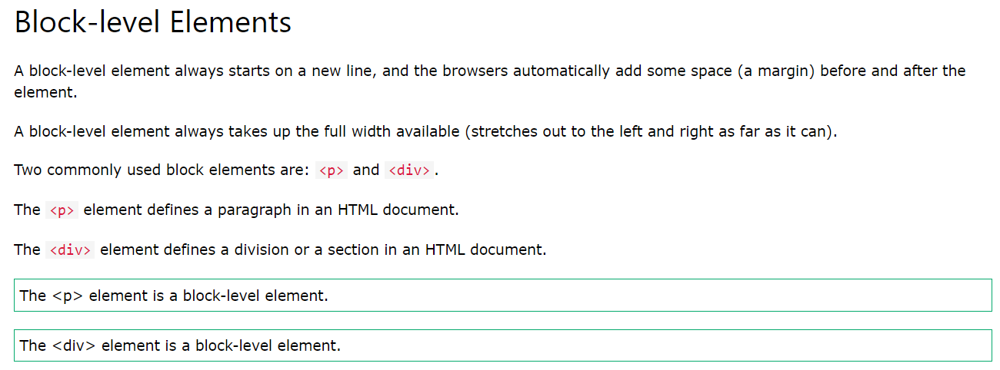 Block-level Elements
A block-level element always starts on a new line, and the browsers automatically add some space (a margin) before and after the
element.
A block-level element always takes up the full width available (stretches out to the left and right as far as it can).
Two commonly used block elements are: <p> and <div>.
The <p> element defines a paragraph in an HTML document.
The <div> element defines a division or a section in an HTML document.
The <p> element is a block-level element.
The <div> element is a block-level element.